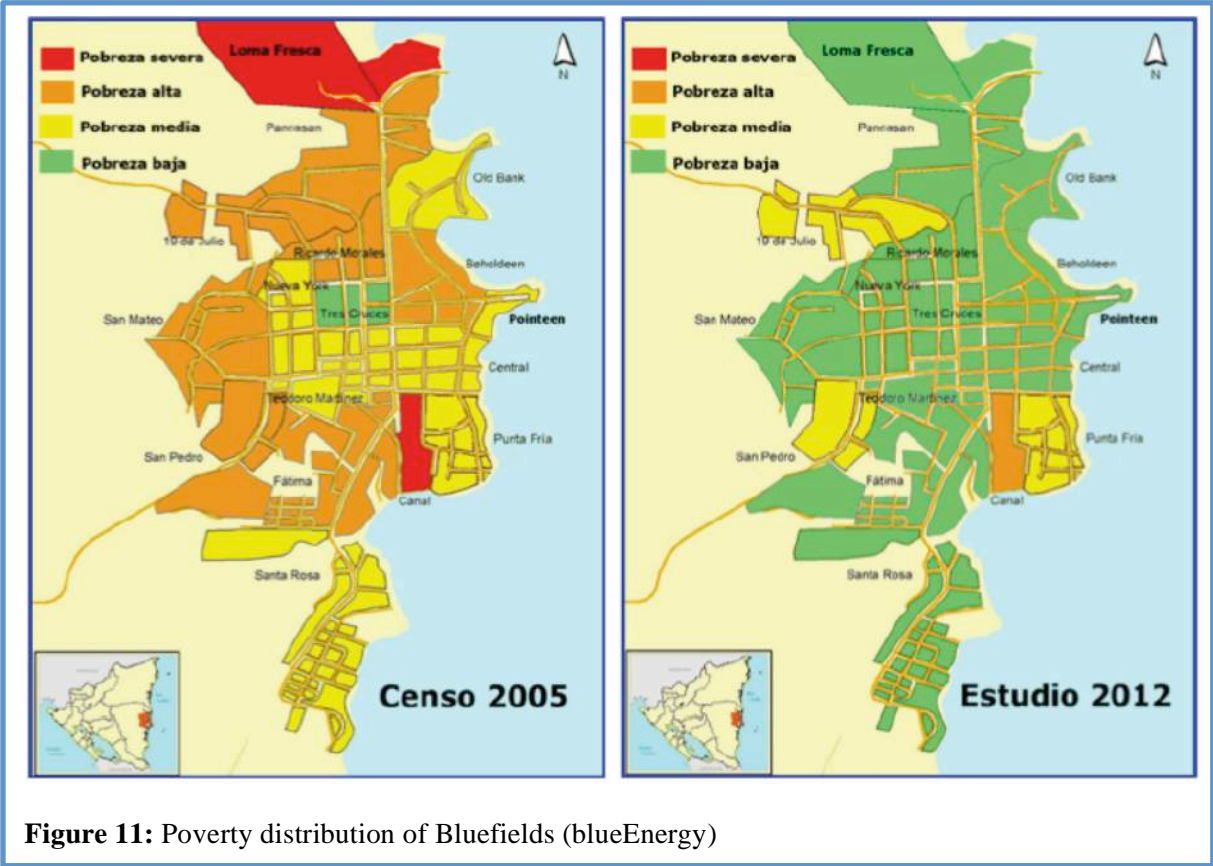 Pobreza severa
Pobreza alta
Pobreza media
Pobreza baja
Loma Fresca
N
Pancasan
Old Bank
19 de Julio
Ricardo Morales
Beholdeen
Nueva York
San Mateo
Tres Cruces
Pointeen
Central
Teodoro Martinez
Punta Fria
San Pedro
Fátima
Canal
Santa Rosa
Censo 2005
Pobreza severa
Pobreza alta
Pobreza media
Pobreza baja
Loma Fresca
N
Pancasan
Old Bank
19 de Julio
Ricardo Morales
Beholdeen
Nueva York
San Mateo
Tres Cruces
Pointeen
Central
Teodoro Martinez
Punta Fria
San Pedro
Fátima
Canal
Santa Rosa
Estudio 2012
Figure 11: Poverty distribution of Bluefields (blueEnergy)